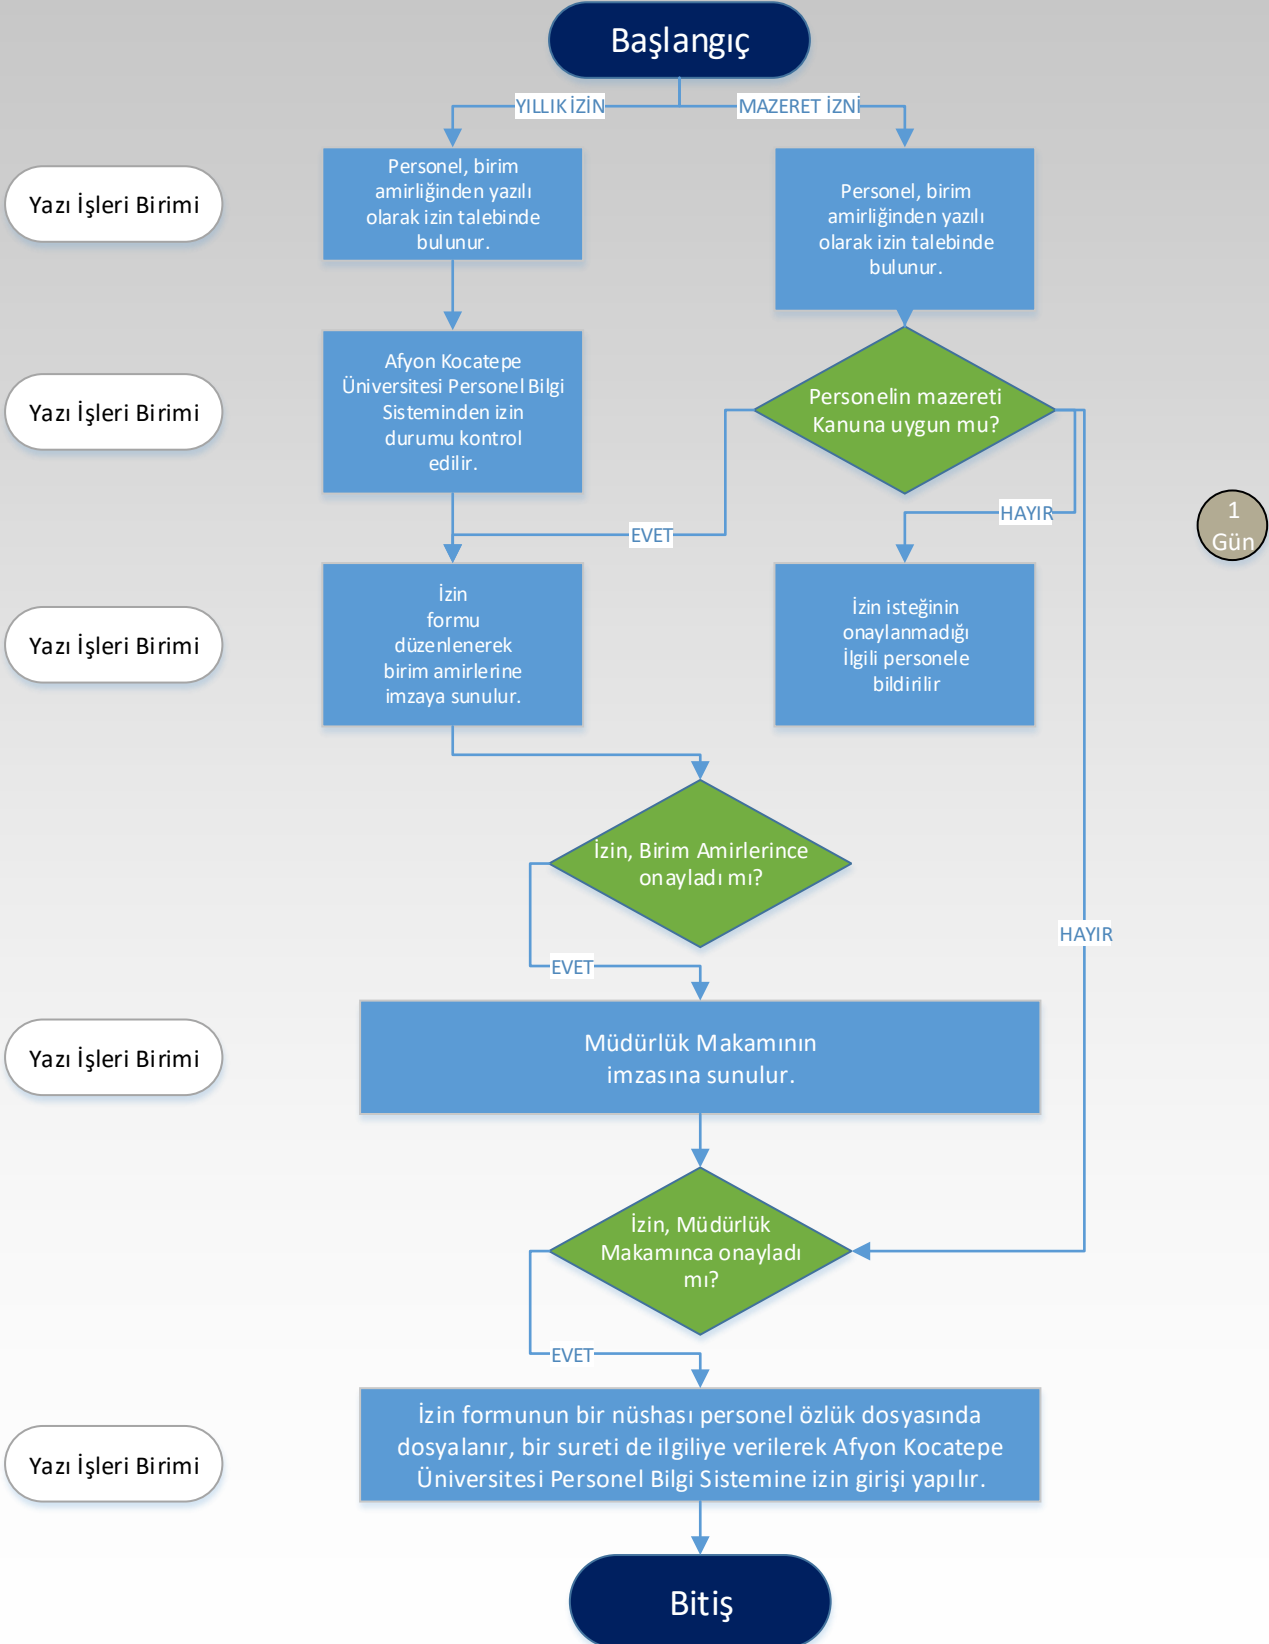 Başlangıç
YILLIK İZİN
MAZERET İZNİ
Yazı İşleri Birimi
Personel, birim
amirliğinden yazılı
olarak izin talebinde
bulunur.
Personel, birim
amirliğinden yazılı
olarak izin talebinde
bulunur.
Yazı İşleri Birimi
Afyon Kocatepe
Üniversitesi Personel Bilgi
Sisteminden izin
durumu kontrol
edilir.
Personelin mazereti
Kanuna uygun mu?
EVET
HAYIR
1
Gün
Yazı İşleri Birimi
İzin
formu
düzenlenerek
birim amirlerine
imzaya sunulur.
İzin isteğinin
onaylanmadığı
İlgili personele
bildirilir
İzin, Birim Amirlerince
onayladı mı?
HAYIR
EVET
Yazı İşleri Birimi
Müdürlük Makamının
imzasına sunulur.
İzin, Müdürlük
Makamınca onayladı
mı?
EVET
Yazı İşleri Birimi
İzin formunun bir nüshası personel özlük dosyasında
dosyalanır, bir sureti de ilgiliye verilerek Afyon Kocatepe
Üniversitesi Personel Bilgi Sistemine izin girişi yapılır.
Bitiş